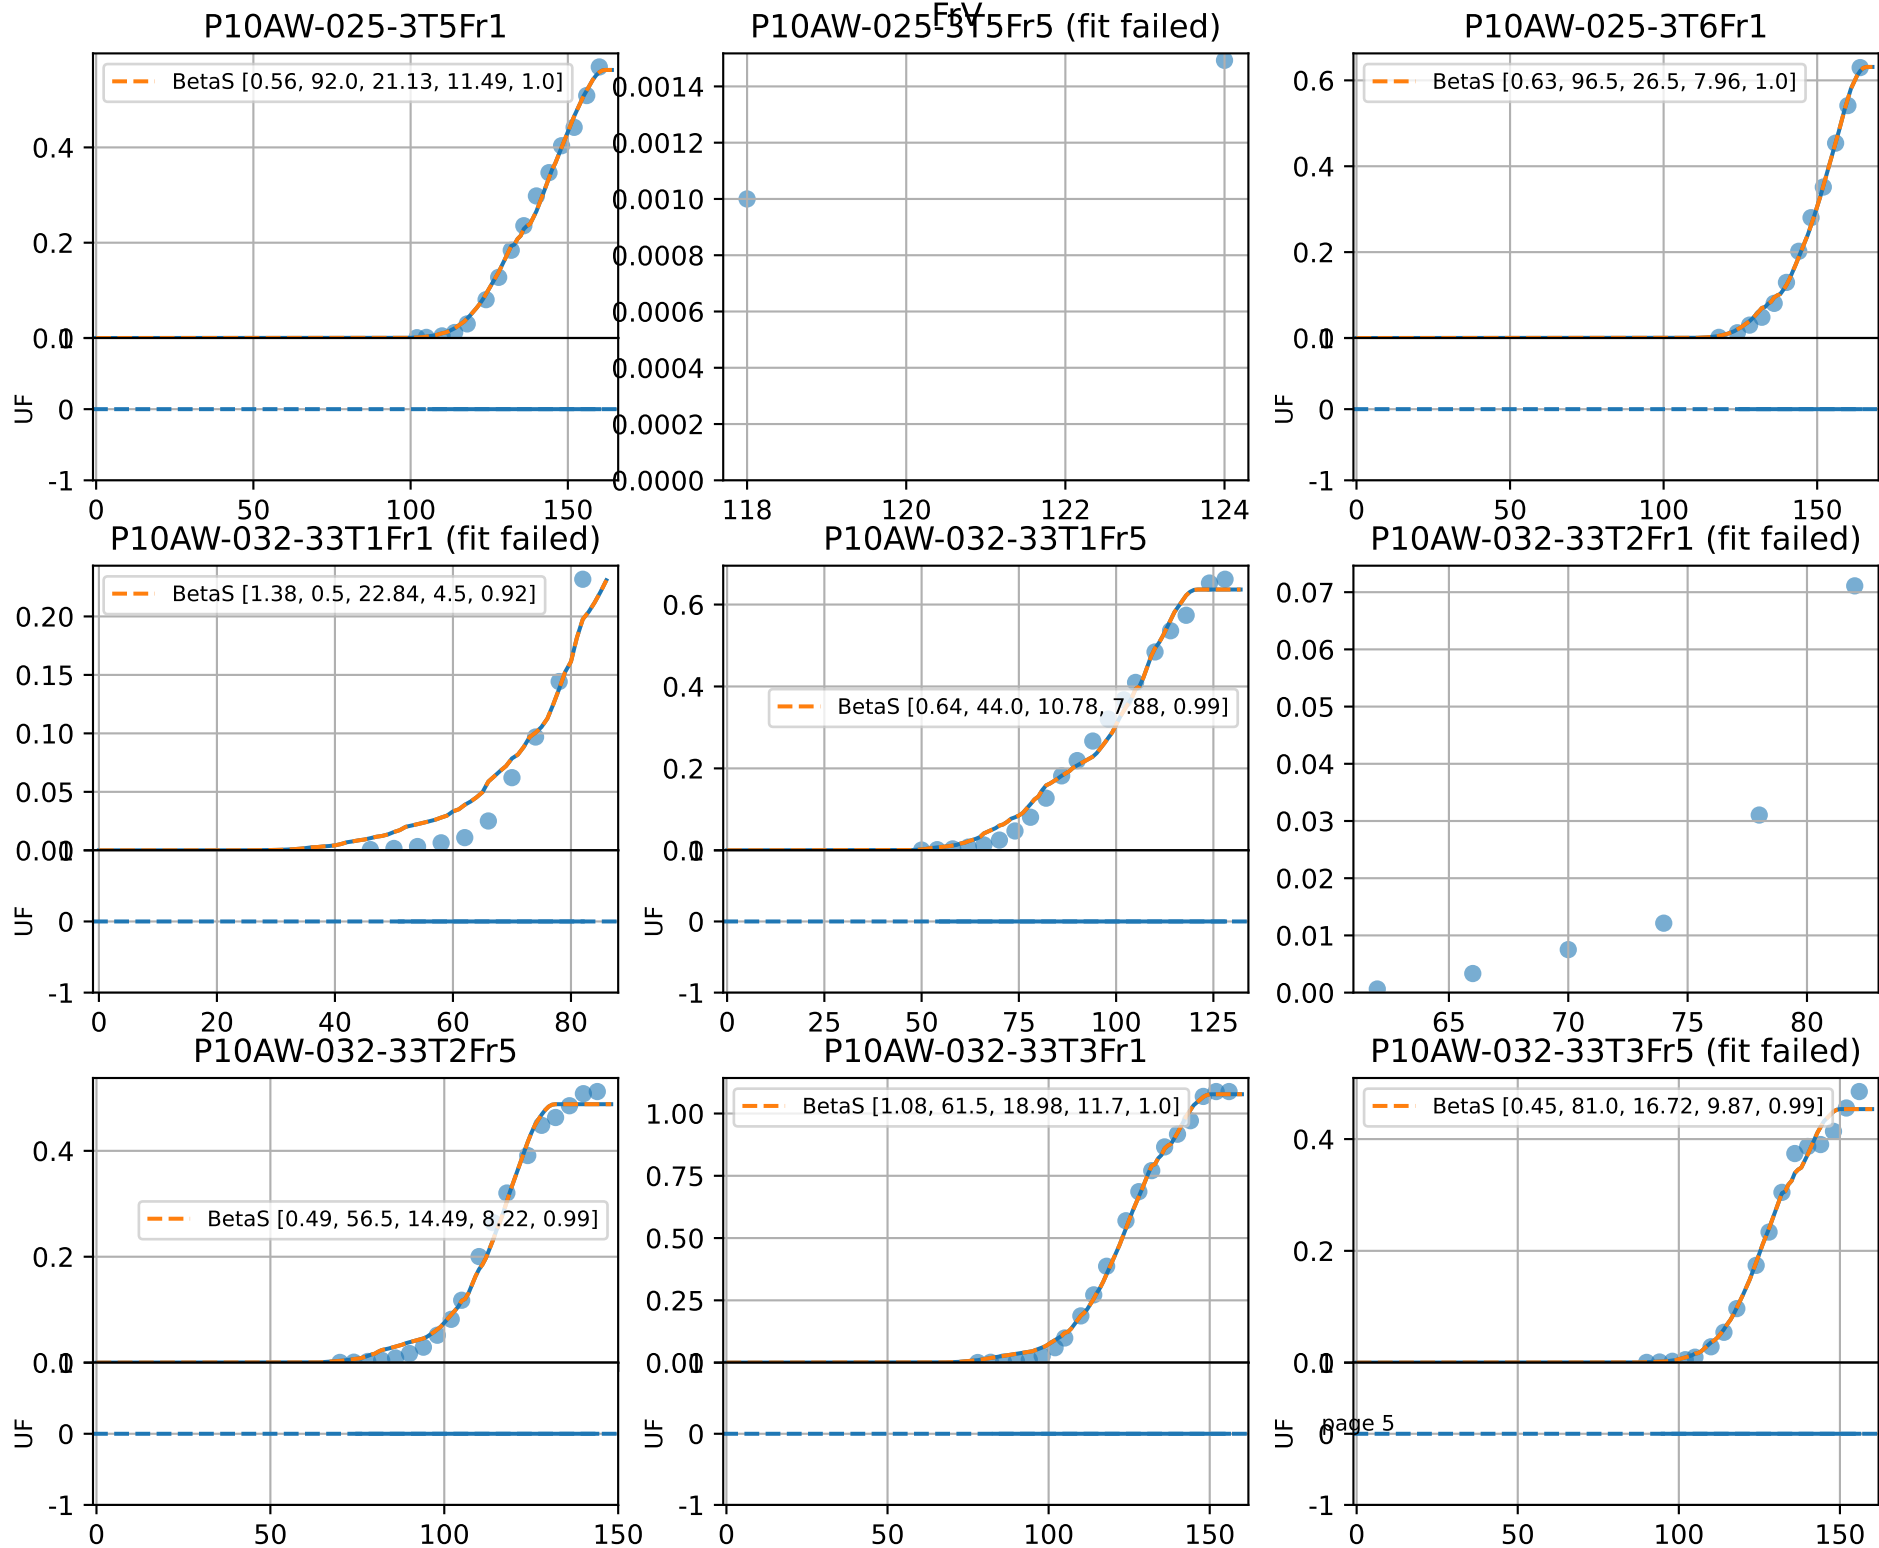 FrV
P10AW-025-3T5Fr1
P10AW-025-3T5Fr5 (fit failed)
P10AW-025-3T6Fr1
BetaS [0.56, 92.0, 21.13, 11.49, 1.0]
0.4
0.2
0.0
1
UF
0
-1
0 50 100 150
0.0014
0.0012
0.0010
0.0008
0.0006
0.0004
0.0002
0.0000
118 120 122 124
BetaS [0.63, 96.5, 26.5, 7.96, 1.0]
0.6
0.4
0.2
0.0
1
UF
0
-1
0 50 100 150
P10AW-032-33T1Fr1 (fit failed)
P10AW-032-33T1Fr5
P10AW-032-33T2Fr1 (fit failed)
BetaS [1.38, 0.5, 22.84, 4.5, 0.92]
0.20
0.15
0.10
0.05
0.00
1
UF
0
-1
0 20 40 60 80
0.6
0.4
BetaS [0.64, 44.0, 10.78, 7.88, 0.99]
0.2
0.0
1
UF
0
-1
0 25 50 75 100 125
0.07
0.06
0.05
0.04
0.03
0.02
0.01
0.00
65 70 75 80
P10AW-032-33T2Fr5
P10AW-032-33T3Fr1
P10AW-032-33T3Fr5 (fit failed)
0.4
BetaS [0.49, 56.5, 14.49, 8.22, 0.99]
0.2
0.0
1
UF
0
-1
0 50 100 150
BetaS [1.08, 61.5, 18.98, 11.7, 1.0]
1.00
0.75
0.50
0.25
0.00
1
UF
0
-1
0 50 100 150
BetaS [0.45, 81.0, 16.72, 9.87, 0.99]
0.4
0.2
0.0
1
page 5
UF
0
-1
0 50 100 150